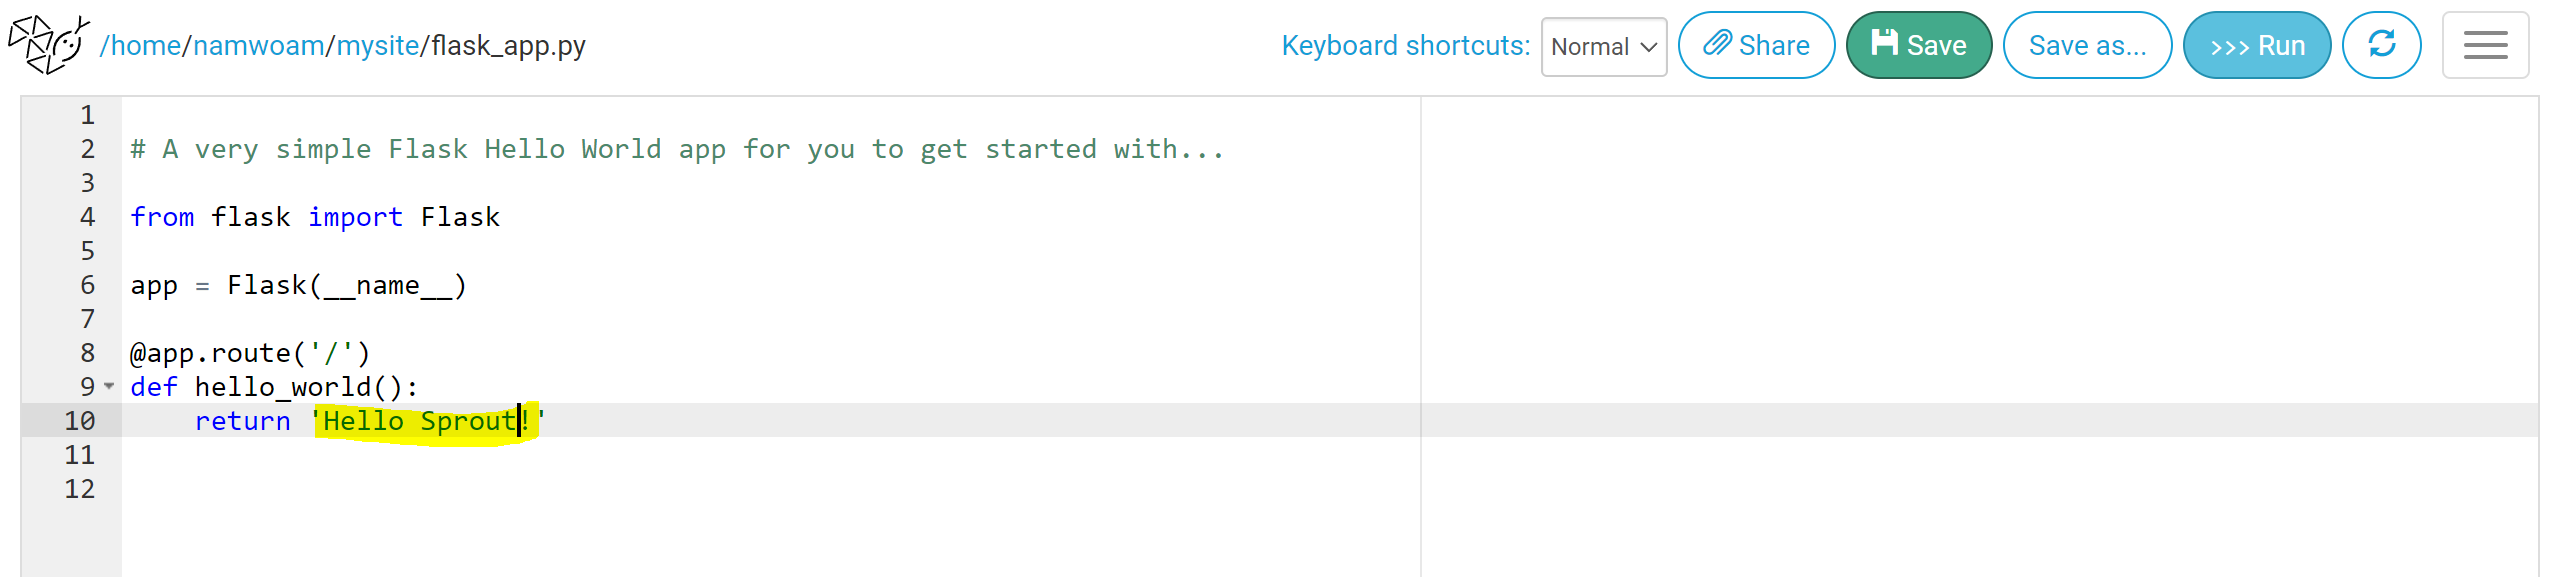 /home/namwoam/mysite/flask_app.py Keyboard shortcuts: Normal Share Save Save as... >>> Run
1
2 # A very simple Flask Hello World app for you to get started with...
3
4 from flask import Flask
5
6 app = Flask(__name__)
7
8 @app.route('/')
9 def hello_world():
10 return 'Hello Sprout!'
11
12